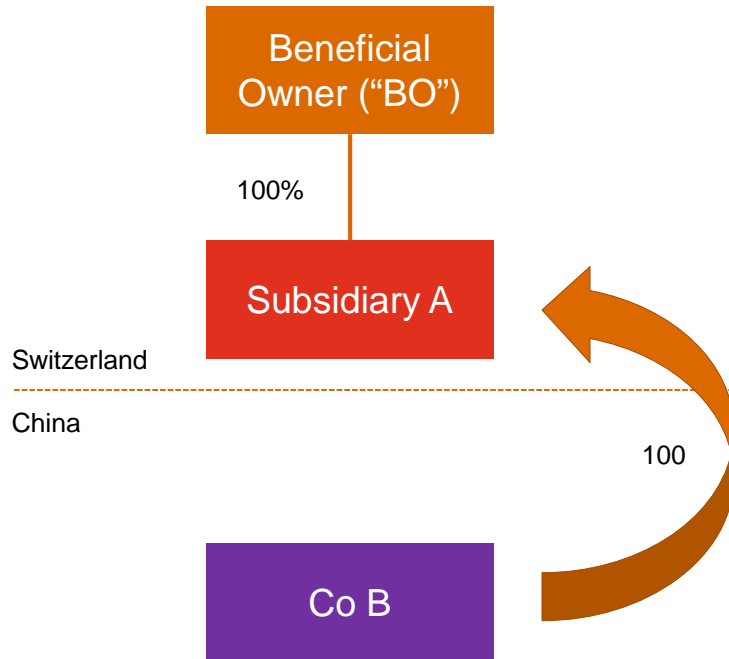 Beneficial
Owner (“BO”)
100%
Subsidiary A
Switzerland
China
100
Co B